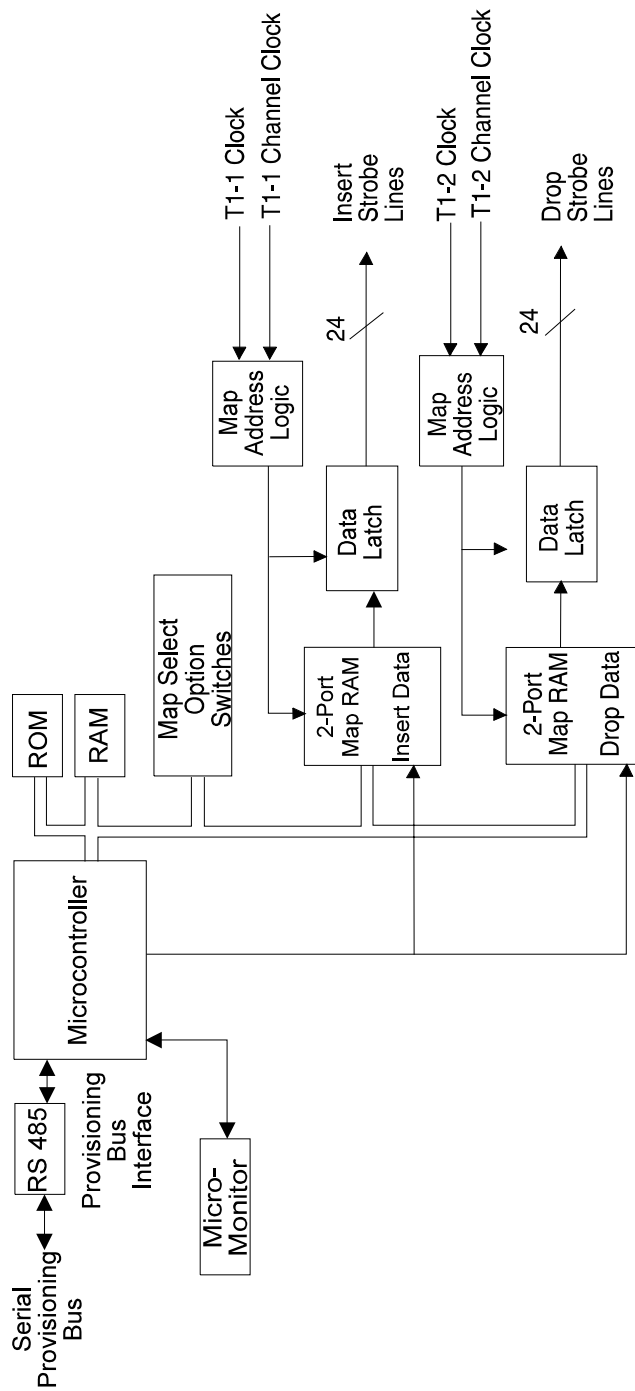 Serial
Provisioning
Bus
RS 485
Provisioning
Bus
Interface
Micro-
Monitor
Microcontroller
ROM
RAM
Map Select
Option
Switches
2-Port
Map RAM
Insert Data
Data
Latch
Map
Address
Logic
T1-1 Clock
T1-1 Channel Clock
24
Insert
Strobe
Lines
2-Port
Map RAM
Drop Data
Data
Latch
Map
Address
Logic
T1-2 Clock
T1-2 Channel Clock
24
Drop
Strobe
Lines